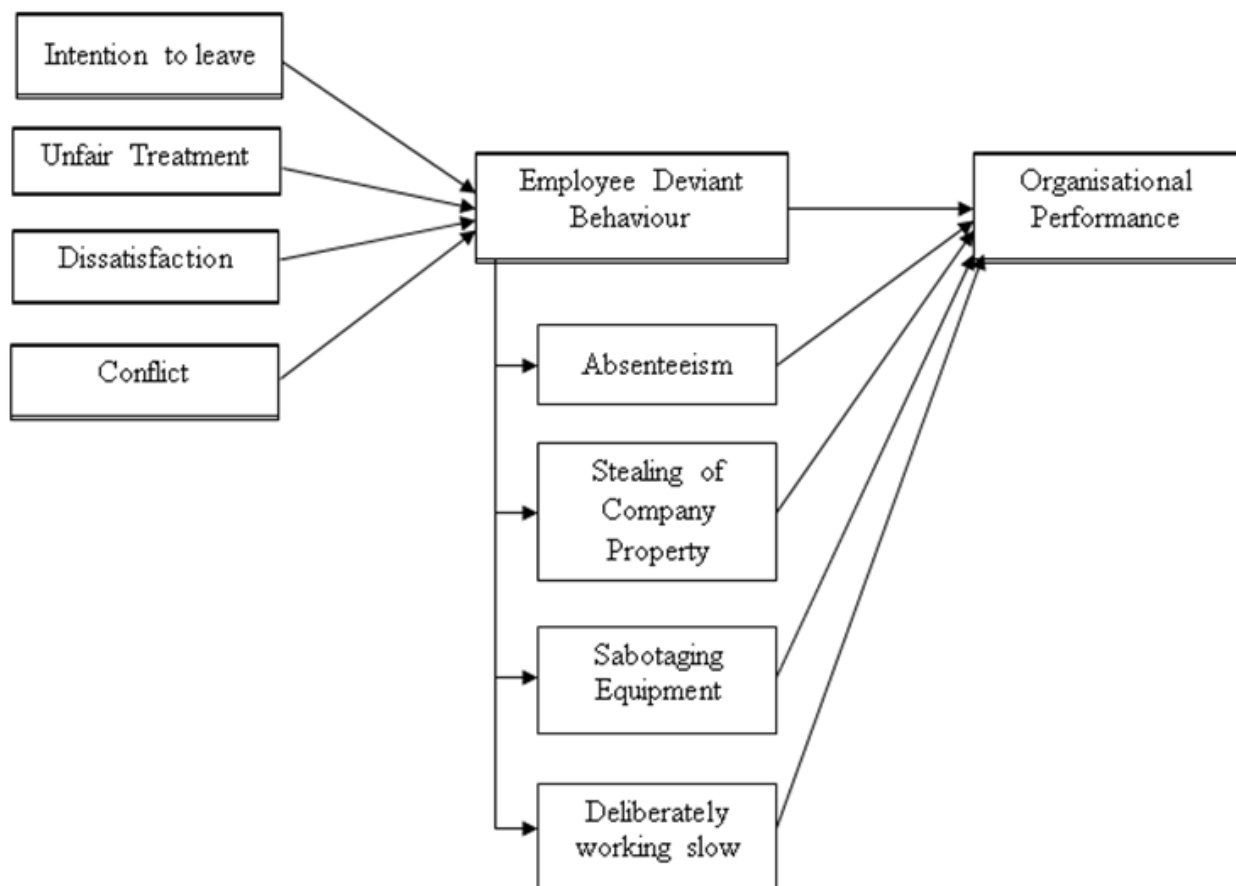 Intention to leave
Unfair Treatment
Dissatisfaction
Conflict
Employee Deviant
Behaviour
Organisational
Performance
Absenteeism
Stealing of
Company
Property
Sabotaging
Equipment
Deliberately
working slow